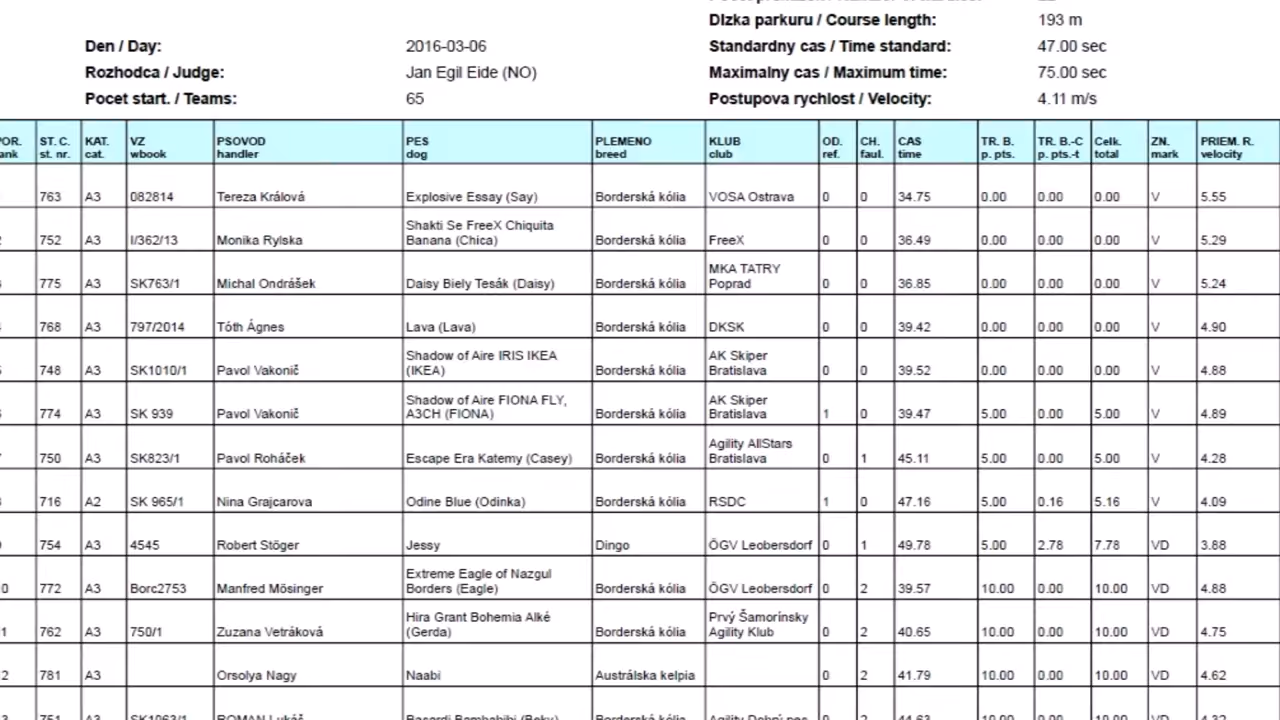 Dlzka parkuru / Course length: 193 m
Den / Day: 2016-03-06 Standardny cas / Time standard: 47.00 sec
Rozhodca / Judge: Jan Egil Eide (NO) Maximalny cas / Maximum time: 75.00 sec
Pocet start. / Teams: 65 Postupova rychlost / Velocity: 4.11 m/s
ST. C. KAT. VZ PSOVOD PES PLEMENO KLUB OD. CH. CAS TR. B. TR. B.-C Celk. ZN. PRIEM. R.
st. nr. cat. wbook handler dog breed club ref. faul. time p. pts. p. pts.-t total mark velocity
763 A3 082814 Tereza Králová Explosive Essay (Say) Borderská kólia VOSA Ostrava 0 0 34.75 0.00 0.00 0.00 V 5.55
Shakti Se FreeX Chiquita
752 A3 I/362/13 Monika Rylska Banana (Chica) Borderská kólia FreeX 0 0 36.49 0.00 0.00 0.00 V 5.29
MKA TATRY
775 A3 SK763/1 Michal Ondrášek Daisy Biely Tesák (Daisy) Borderská kólia Poprad 0 0 36.85 0.00 0.00 0.00 V 5.24
768 A3 797/2014 Tóth Ágnes Lava (Lava) Borderská kólia DKSK 0 0 39.42 0.00 0.00 0.00 V 4.90
Shadow of Aire IRIS IKEA AK Skiper
748 A3 SK1010/1 Pavol Vakonič (IKEA) Borderská kólia Bratislava 0 0 39.52 0.00 0.00 0.00 V 4.88
Shadow of Aire FIONA FLY, AK Skiper
774 A3 SK 939 Pavol Vakonič A3CH (FIONA) Borderská kólia Bratislava 1 0 39.47 5.00 0.00 5.00 V 4.89
Agility AllStars
750 A3 SK823/1 Pavol Roháček Escape Era Katemy (Casey) Borderská kólia Bratislava 0 1 45.11 5.00 0.00 5.00 V 4.28
716 A2 SK 965/1 Nina Grajcarova Odine Blue (Odinka) Borderská kólia RSDC 1 0 47.16 5.00 0.16 5.16 V 4.09
754 A3 4545 Robert Stöger Jessy Dingo ÖGV Leobersdorf 0 1 49.78 5.00 2.78 7.78 VD 3.88
Extreme Eagle of Nazgul
0 772 A3 Borc2753 Manfred Mösinger Borders (Eagle) Borderská kólia ÖGV Leobersdorf 0 2 39.57 10.00 0.00 10.00 VD 4.88
Hira Grant Bohemia Alké Prvý Šamorínsky
1 762 A3 750/1 Zuzana Vetráková (Gerda) Borderská kólia Agility Klub 0 2 40.65 10.00 0.00 10.00 VD 4.75
2 781 A3 Orsolya Nagy Naabi Austrálska kelpia 0 2 41.79 10.00 0.00 10.00 VD 4.62